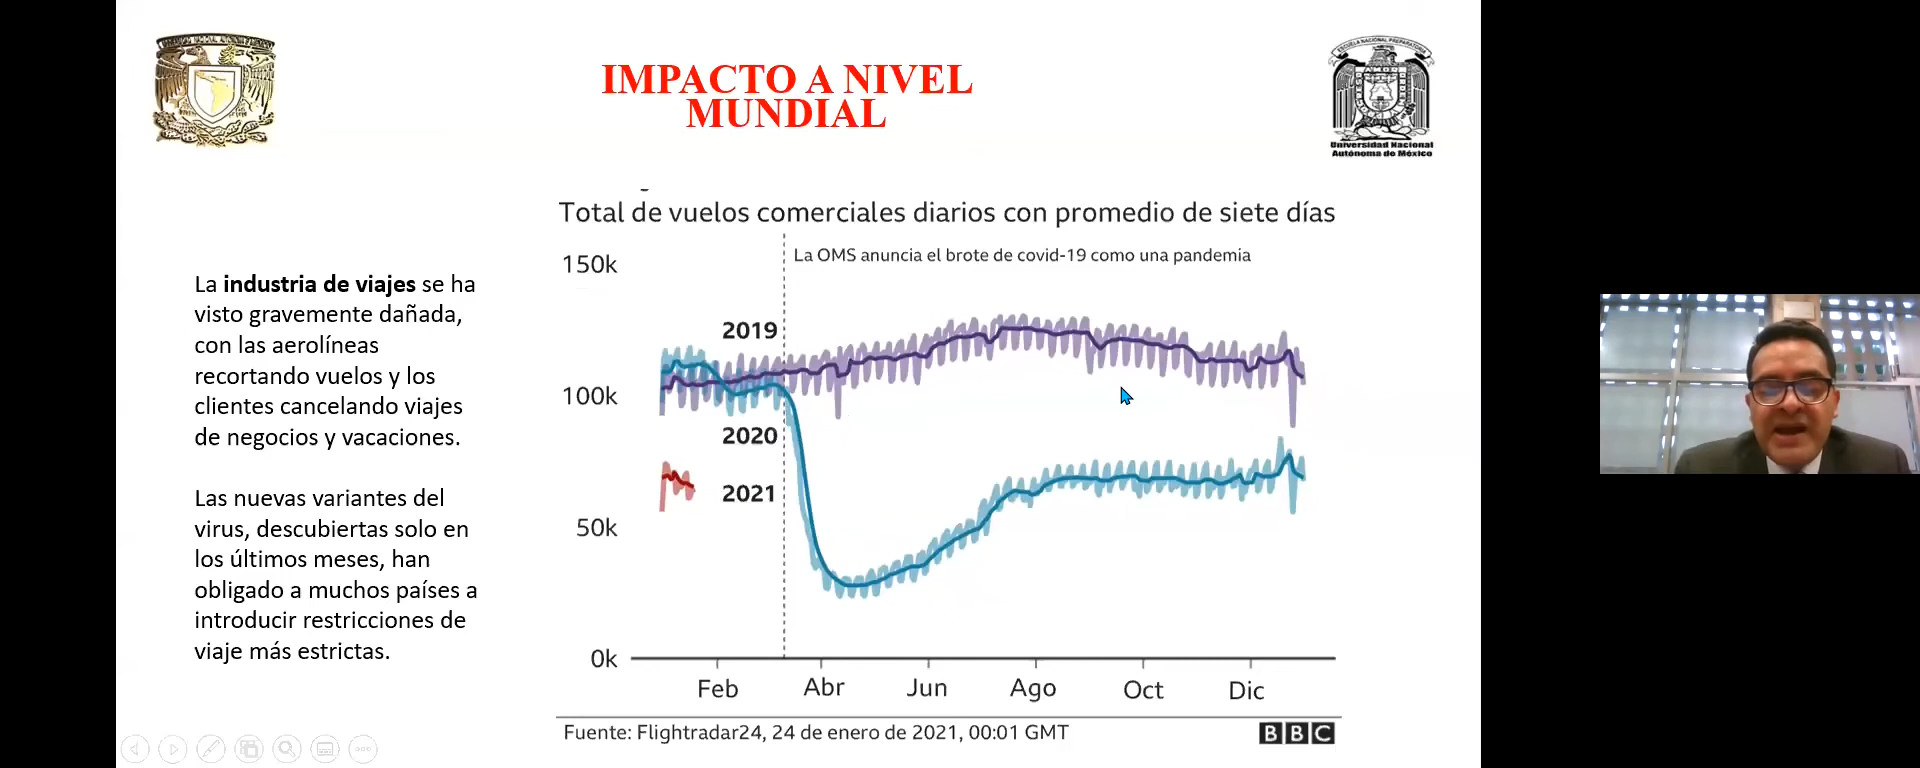 IMPACTO A NIVEL
MUNDIAL
ESCUELA NACIONAL PREPARATORIA
Universidad Nacional
Autónoma de México
La industria de viajes se ha
visto gravemente dañada,
con las aerolíneas
recortando vuelos y los
clientes cancelando viajes
de negocios y vacaciones.
Las nuevas variantes del
virus, descubiertas solo en
los últimos meses, han
obligado a muchos países a
introducir restricciones de
viaje más estrictas.
Total de vuelos comerciales diarios con promedio de siete días
La OMS anuncia el brote de covid-19 como una pandemia
150k
100k
50k
0k
2019
2020
2021
Feb Abr Jun Ago Oct Dic
Fuente: Flightradar24, 24 de enero de 2021, 00:01 GMT
BBC